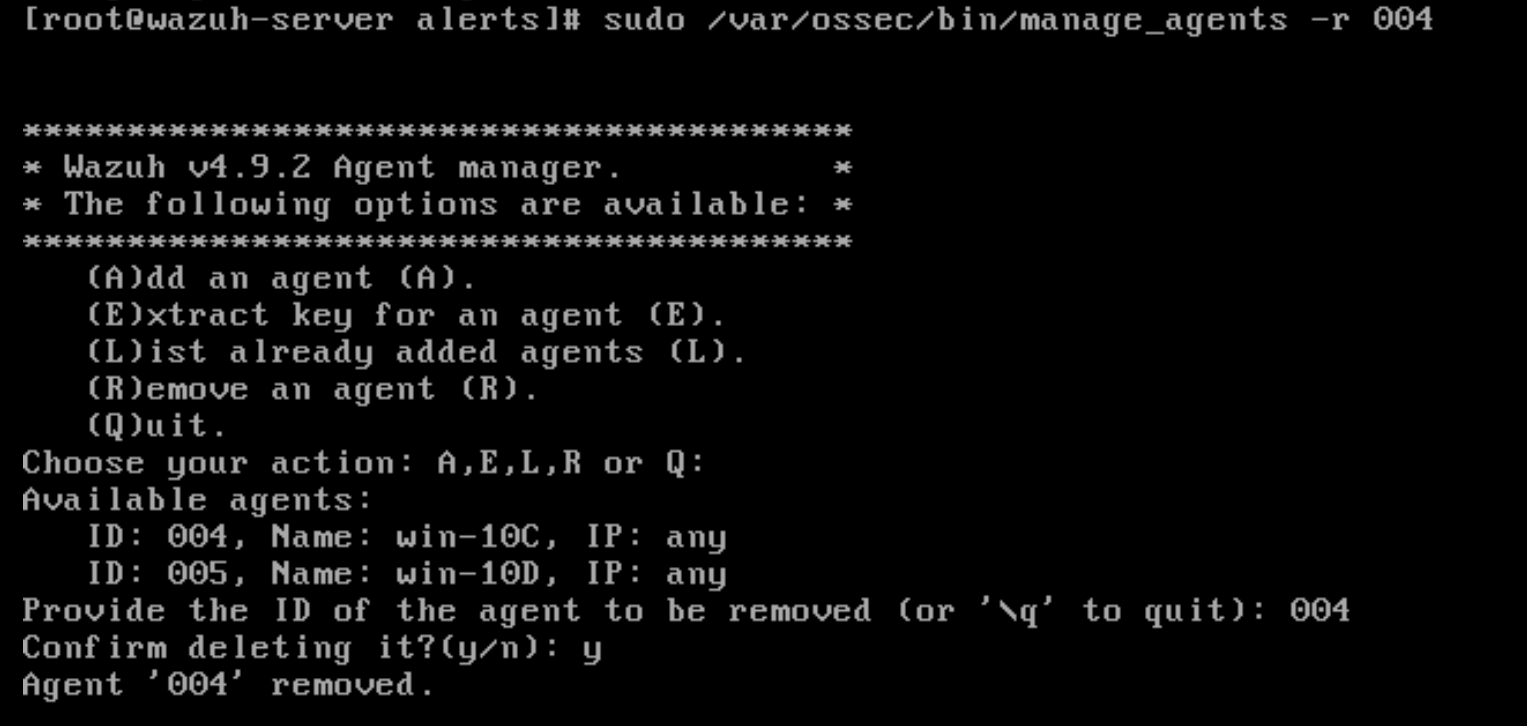 [root@wazuh-server alerts]# sudo /var/ossec/bin/manage_agents -r 004
****************************************
* Wazuh v4.9.2 Agent manager.          *
* The following options are available: *
****************************************
   (A)dd an agent (A).
   (E)xtract key for an agent (E).
   (L)ist already added agents (L).
   (R)emove an agent (R).
   (Q)uit.
Choose your action: A,E,L,R or Q:
Available agents:
   ID: 004, Name: win-10C, IP: any
   ID: 005, Name: win-10D, IP: any
Provide the ID of the agent to be removed (or '\q' to quit): 004
Confirm deleting it?(y/n): y
Agent '004' removed.